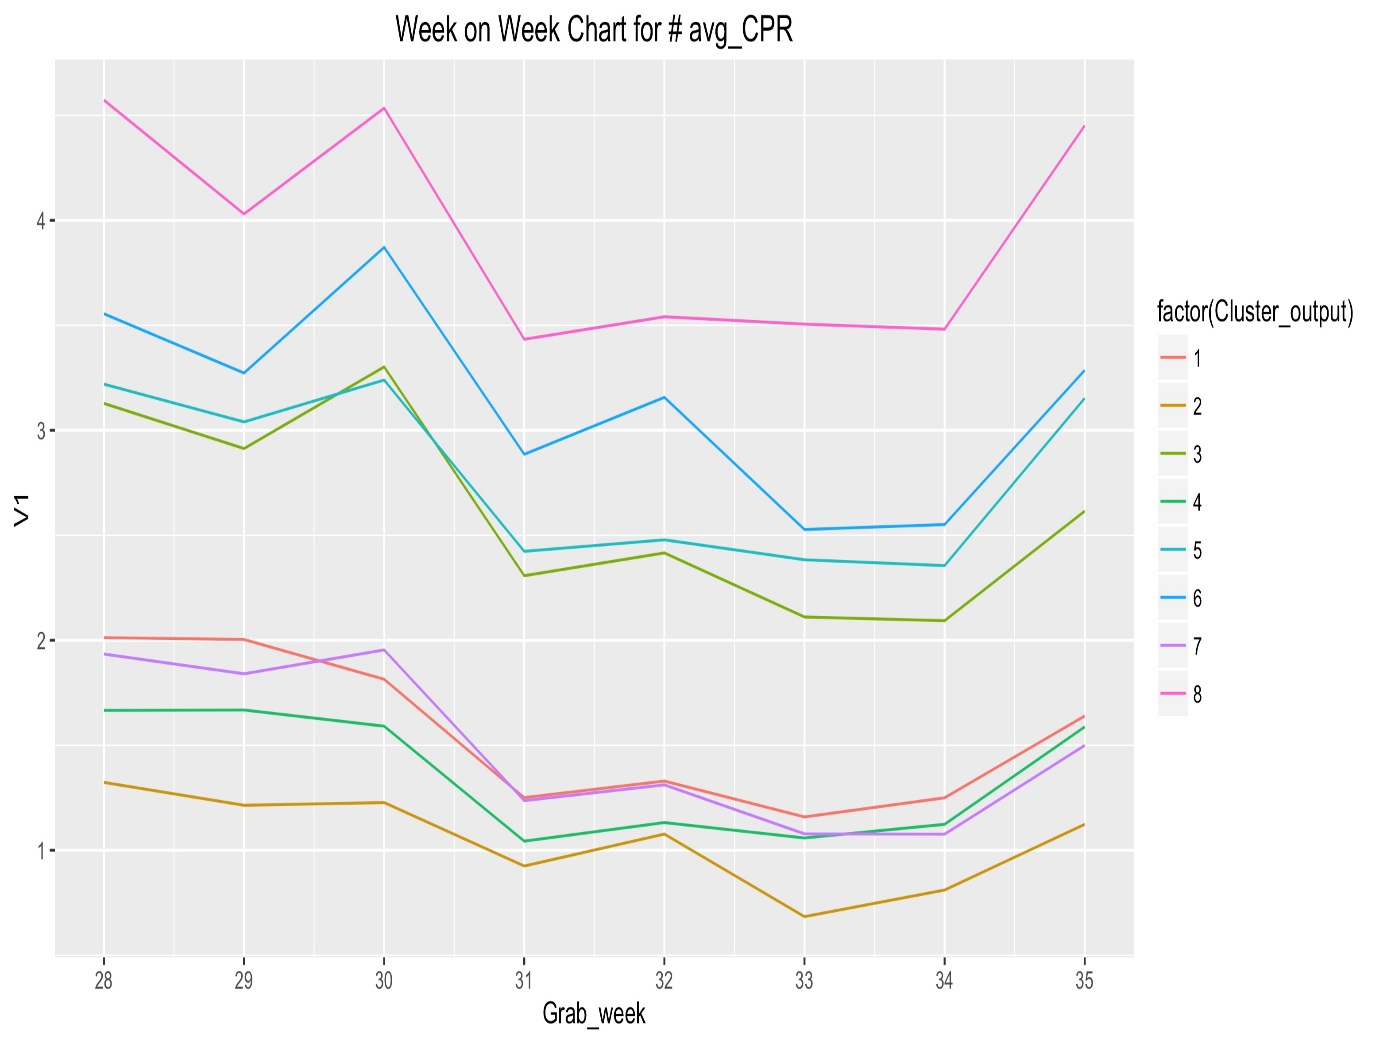 Week on Week Chart for # avg_CPR
4
3
2
1
V1
28 29 30 31 32 33 34 35
Grab_week
factor(Cluster_output)
1
2
3
4
5
6
7
8